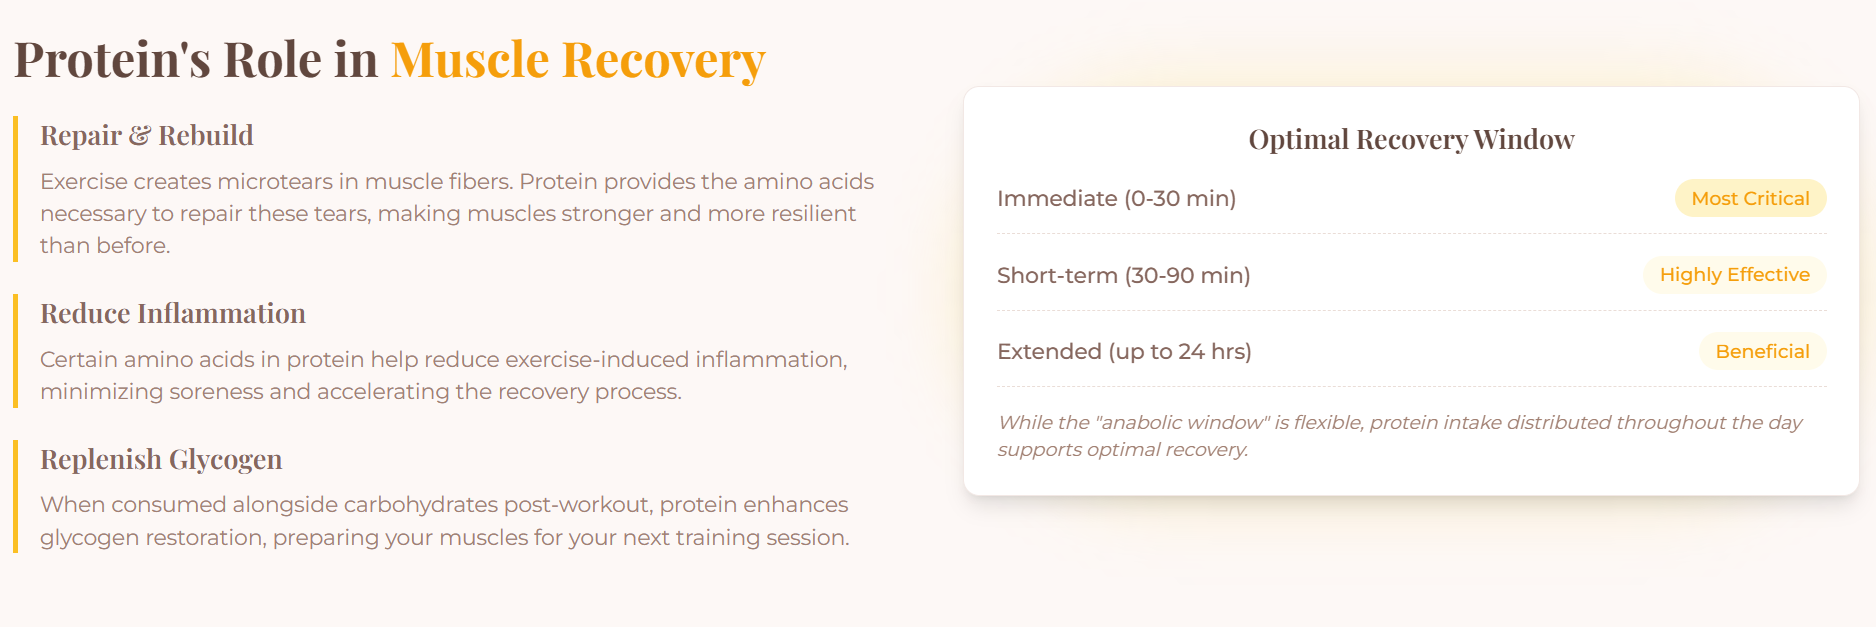 Protein's Role in Muscle Recovery
Repair & Rebuild
Exercise creates microtears in muscle fibers. Protein provides the amino acids
necessary to repair these tears, making muscles stronger and more resilient
than before.
Reduce Inflammation
Certain amino acids in protein help reduce exercise-induced inflammation,
minimizing soreness and accelerating the recovery process.
Replenish Glycogen
When consumed alongside carbohydrates post-workout, protein enhances
glycogen restoration, preparing your muscles for your next training session.
Optimal Recovery Window
Immediate (0-30 min) Most Critical
Short-term (30-90 min) Highly Effective
Extended (up to 24 hrs) Beneficial
While the "anabolic window" is flexible, protein intake distributed throughout the day
supports optimal recovery.